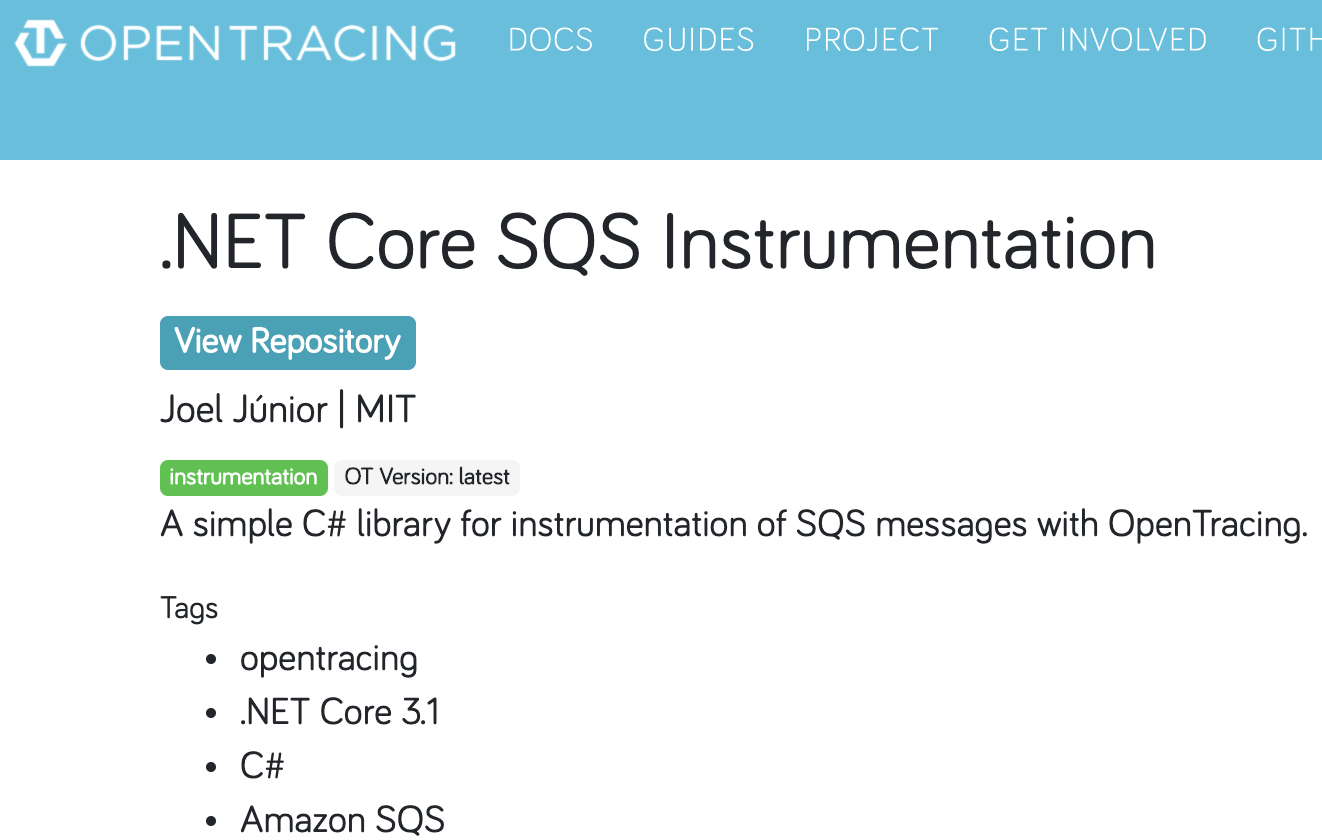 OPENTRACING DOCS GUIDES PROJECT GET INVOLVED GITH
.NET Core SQS Instrumentation
View Repository
Joel Júnior | MIT
instrumentation OT Version: latest
A simple C# library for instrumentation of SQS messages with OpenTracing.
Tags
• opentracing
• .NET Core 3.1
• C#
• Amazon SQS